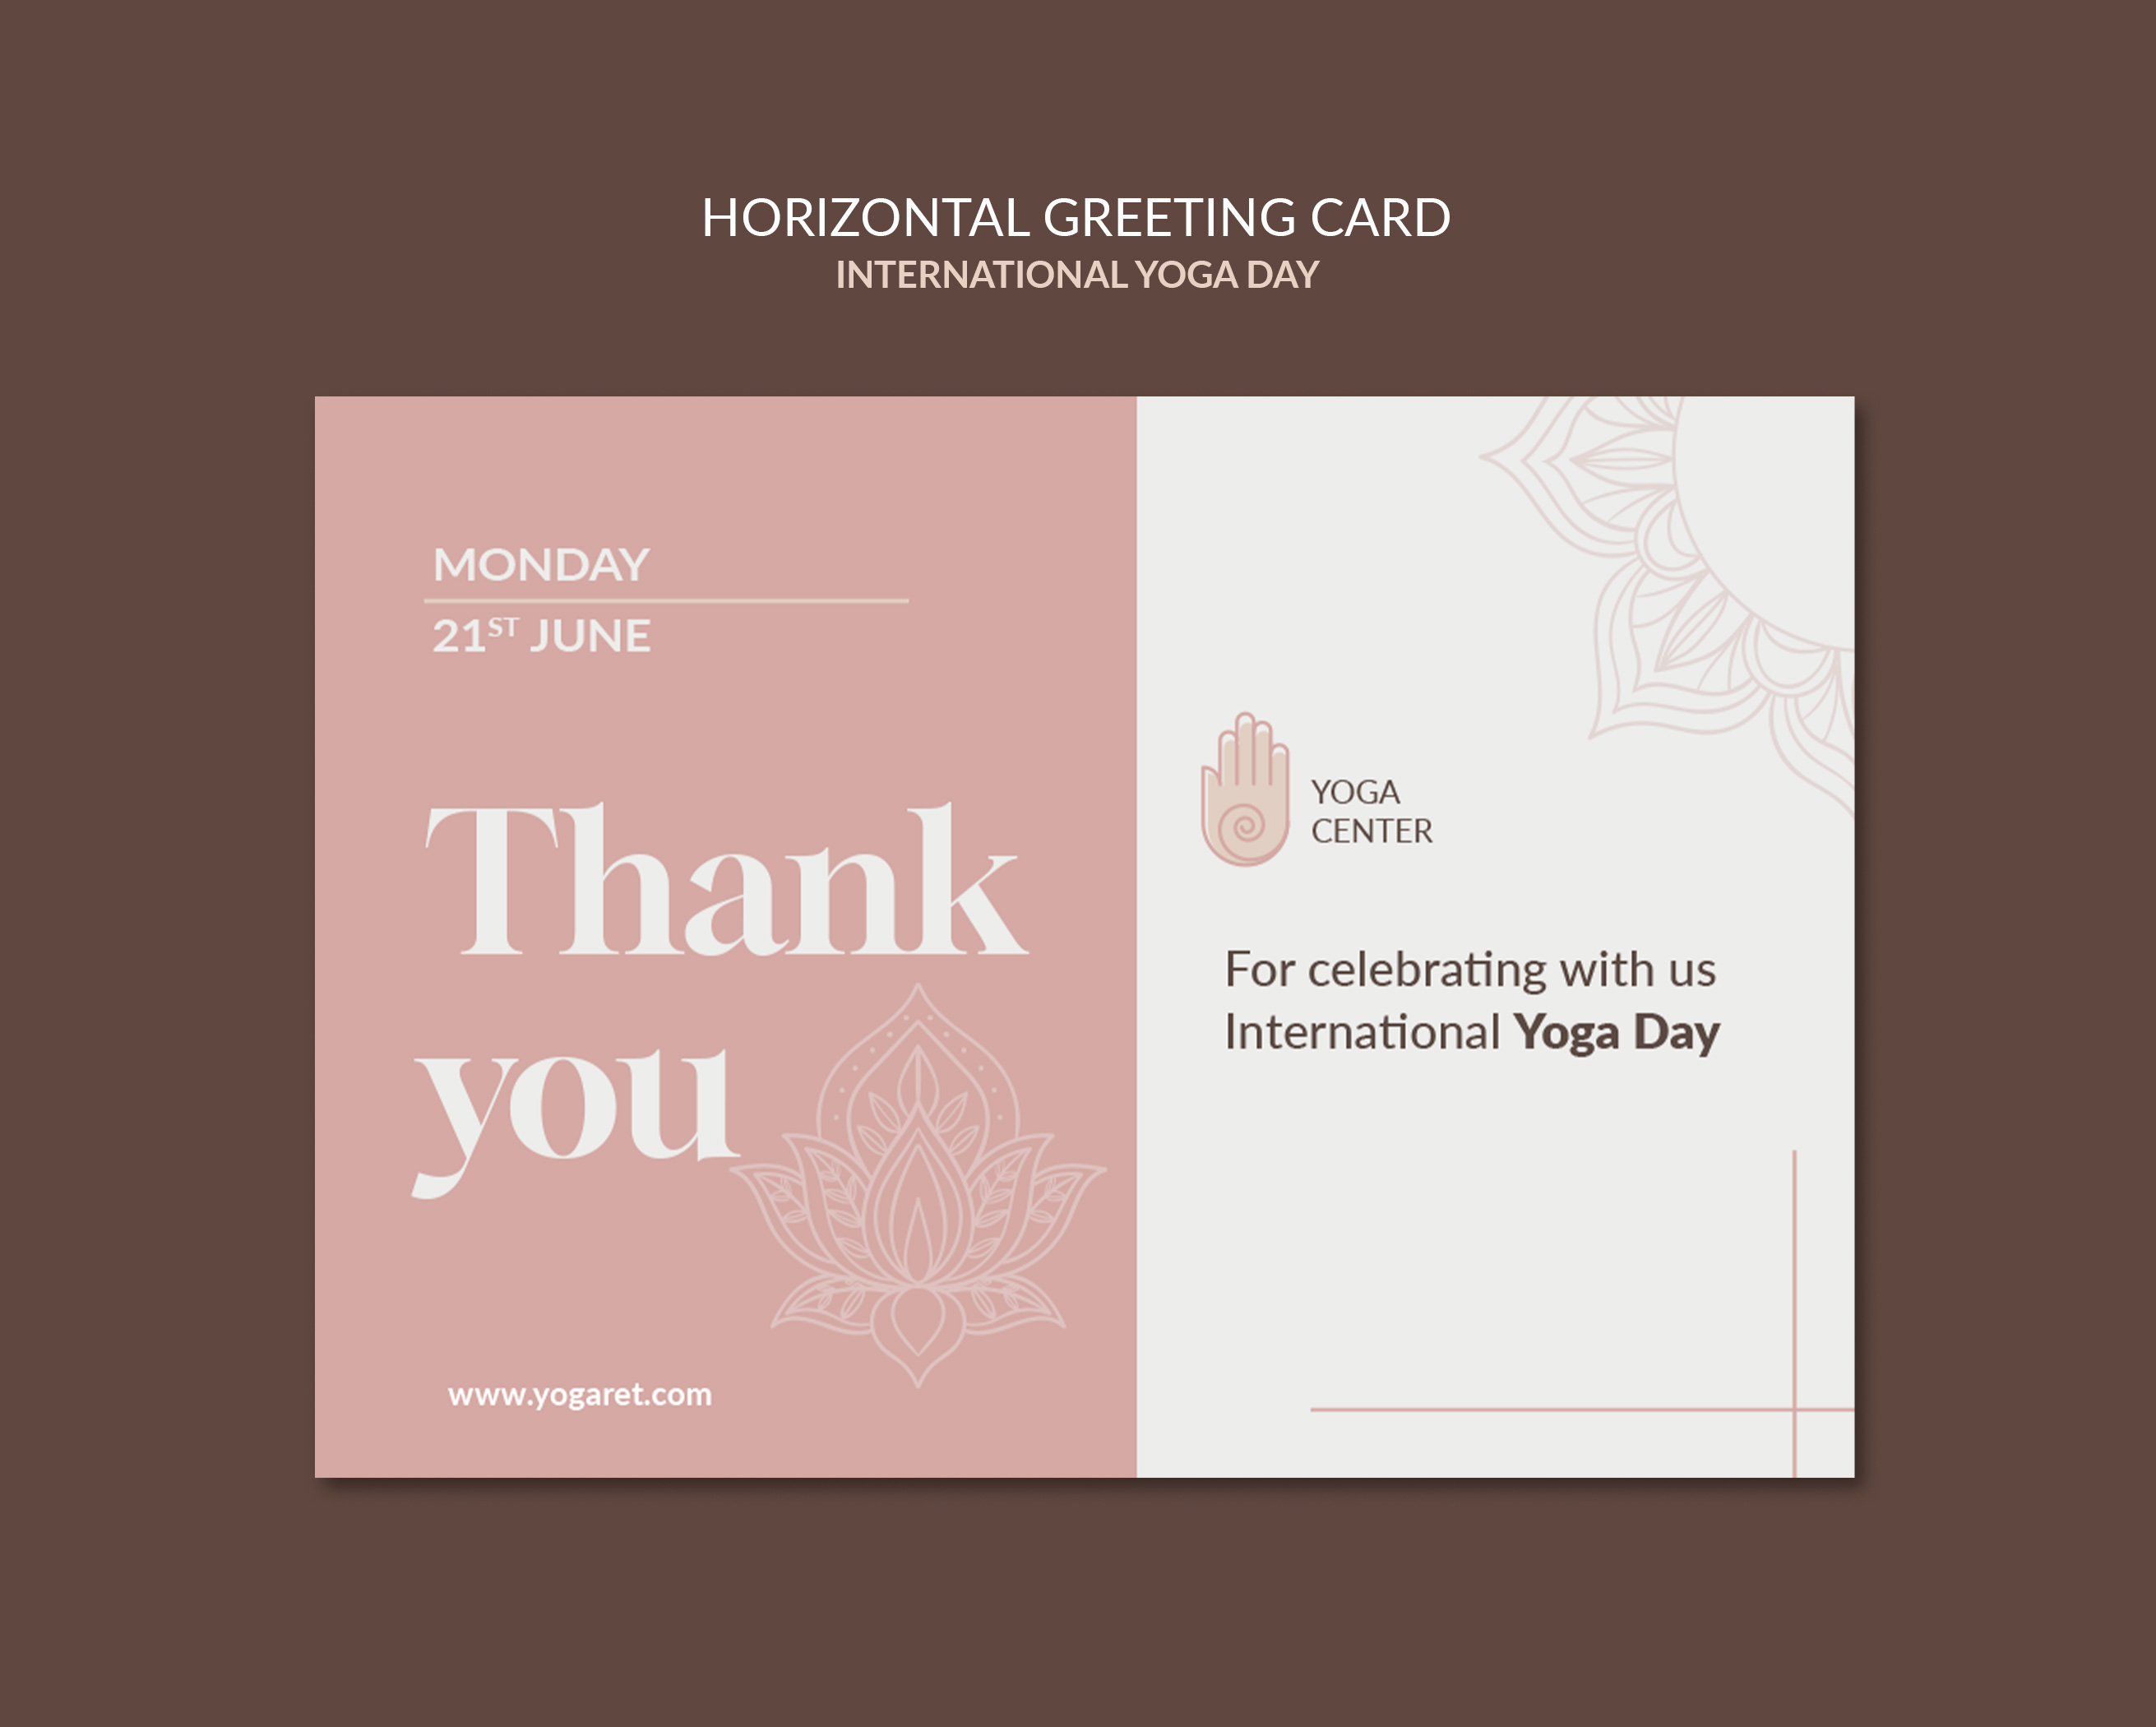 HORIZONTAL GREETING CARD
INTERNATIONAL YOGA DAY
MONDAY
21ST JUNE
Thank
you
www.yogaret.com
YOGA
CENTER
For celebrating with us
International Yoga Day